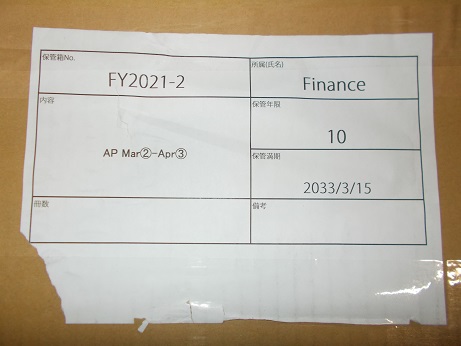 保管箱No.
FY2021-2
所属(氏名)
Finance
内容
AP Mar②-Apr③
保管年限
10
保管満期
2033/3/15
冊数
備考